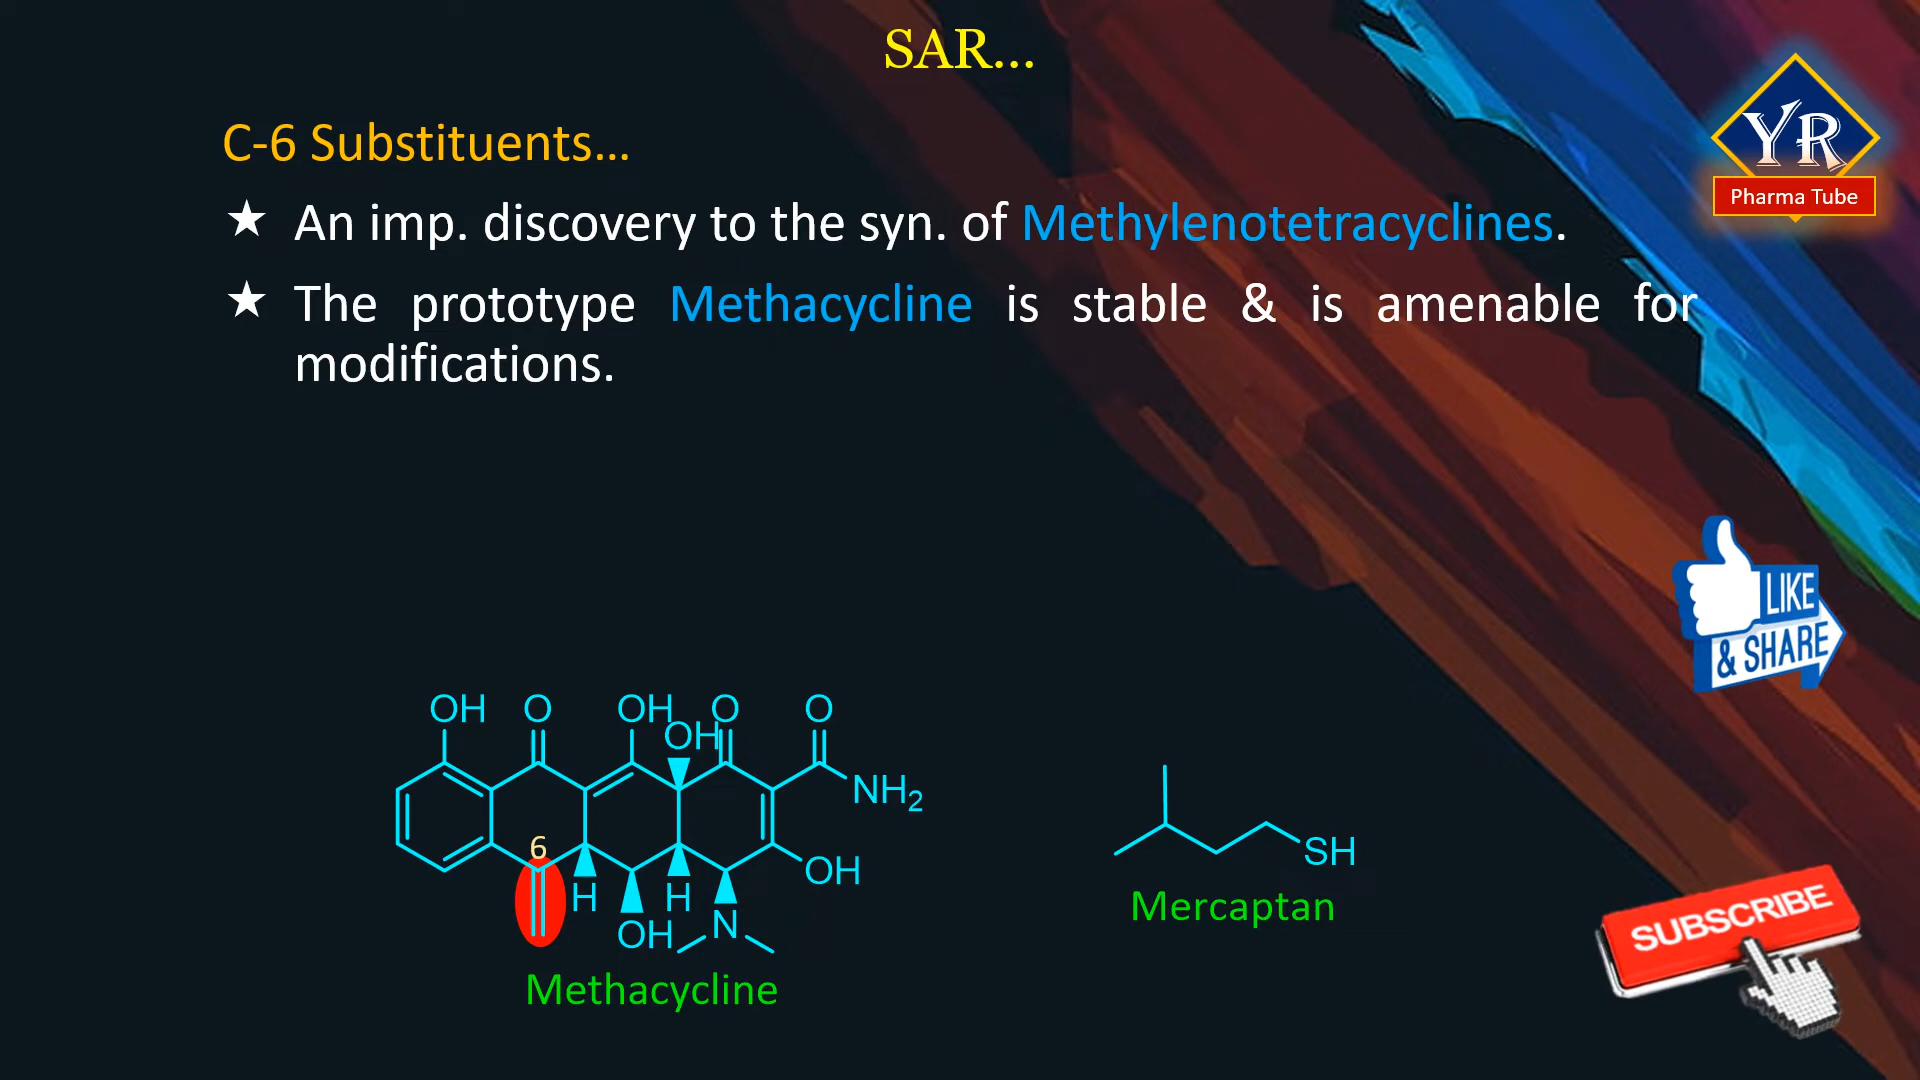 SAR...
C-6 Substituents...
★ An imp. discovery to the syn. of Methylenotetracyclines.
★ The prototype Methacycline is stable & is amenable for
modifications.
YR
Pharma Tube
LIKE
& SHARE
OH O OH O O
OH
NH2
6
H H OH
OH N
Methacycline
SH
Mercaptan
SUBSCRIBE